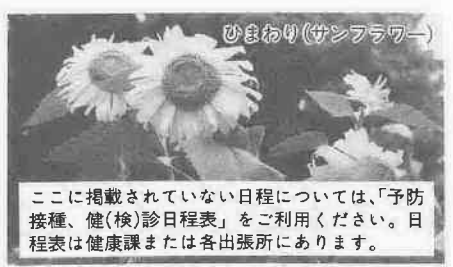 ひまわり(サンフラワー)
ここに掲載されていない日程については、「予防
接種、健(検)診日程表」をご利用ください。日
程表は健康課または各出張所にあります。